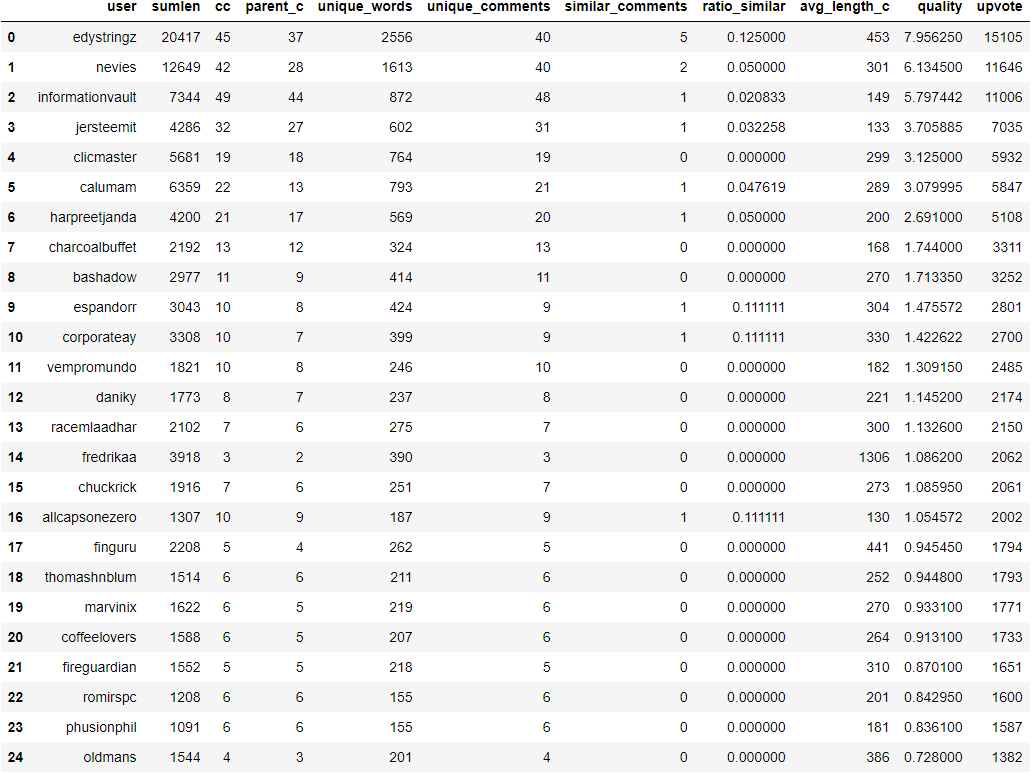 user sumlen cc parent_c unique_words unique_comments similar_comments ratio_similar avg_length_c quality upvote
0 edystringz 20417 45 37 2556 40 5 0.125000 453 7.956250 15105
1 nevies 12649 42 28 1613 40 2 0.050000 301 6.134500 11646
2 informationvault 7344 49 44 872 48 1 0.020833 149 5.797442 11006
3 jersteemit 4286 32 27 602 31 1 0.032258 133 3.705885 7035
4 clicmaster 5681 19 18 764 19 0 0.000000 299 3.125000 5932
5 calumam 6359 22 13 793 21 1 0.047619 289 3.079995 5847
6 harpreetjanda 4200 21 17 569 20 1 0.050000 200 2.691000 5108
7 charcoalbuffet 2192 13 12 324 13 0 0.000000 168 1.744000 3311
8 bashadow 2977 11 9 414 11 0 0.000000 270 1.713350 3252
9 espandorr 3043 10 8 424 9 1 0.111111 304 1.475572 2801
10 corporateay 3308 10 7 399 9 1 0.111111 330 1.422622 2700
11 vempromundo 1821 10 8 246 10 0 0.000000 182 1.309150 2485
12 daniky 1773 8 7 237 8 0 0.000000 221 1.145200 2174
13 racemlaadhar 2102 7 6 275 7 0 0.000000 300 1.132600 2150
14 fredrikaa 3918 3 2 390 3 0 0.000000 1306 1.086200 2062
15 chuckrick 1916 7 6 251 7 0 0.000000 273 1.085950 2061
16 allcapsonezero 1307 10 9 187 9 1 0.111111 130 1.054572 2002
17 finguru 2208 5 4 262 5 0 0.000000 441 0.945450 1794
18 thomashnblum 1514 6 6 211 6 0 0.000000 252 0.944800 1793
19 marvinix 1622 6 5 219 6 0 0.000000 270 0.933100 1771
20 coffeelovers 1588 6 5 207 6 0 0.000000 264 0.913100 1733
21 fireguardian 1552 5 5 218 5 0 0.000000 310 0.870100 1651
22 romirspc 1208 6 6 155 6 0 0.000000 201 0.842950 1600
23 phusionphil 1091 6 6 155 6 0 0.000000 181 0.836100 1587
24 oldmans 1544 4 3 201 4 0 0.000000 386 0.728000 1382